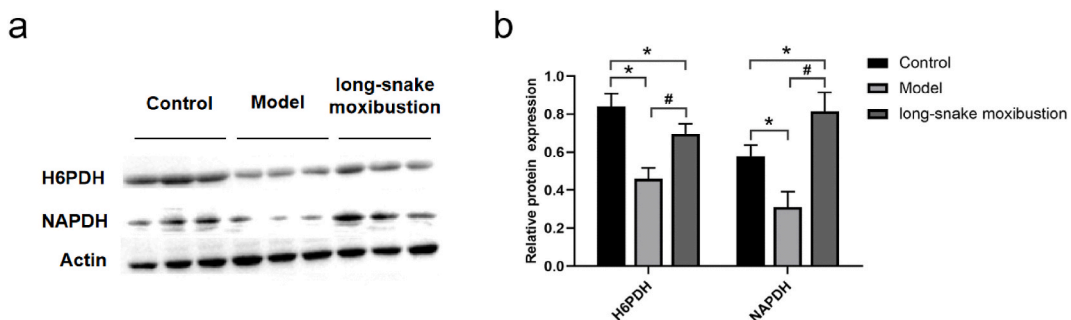 a
Control
Model
long-snake
moxibustion
H6PDH
NAPDH
Actin
b
* * # * * #
Control
Model
long-snake moxibustion
Relative protein expression
1.0
0.8
0.6
0.4
0.2
0.0
H6PDH
NAPDH